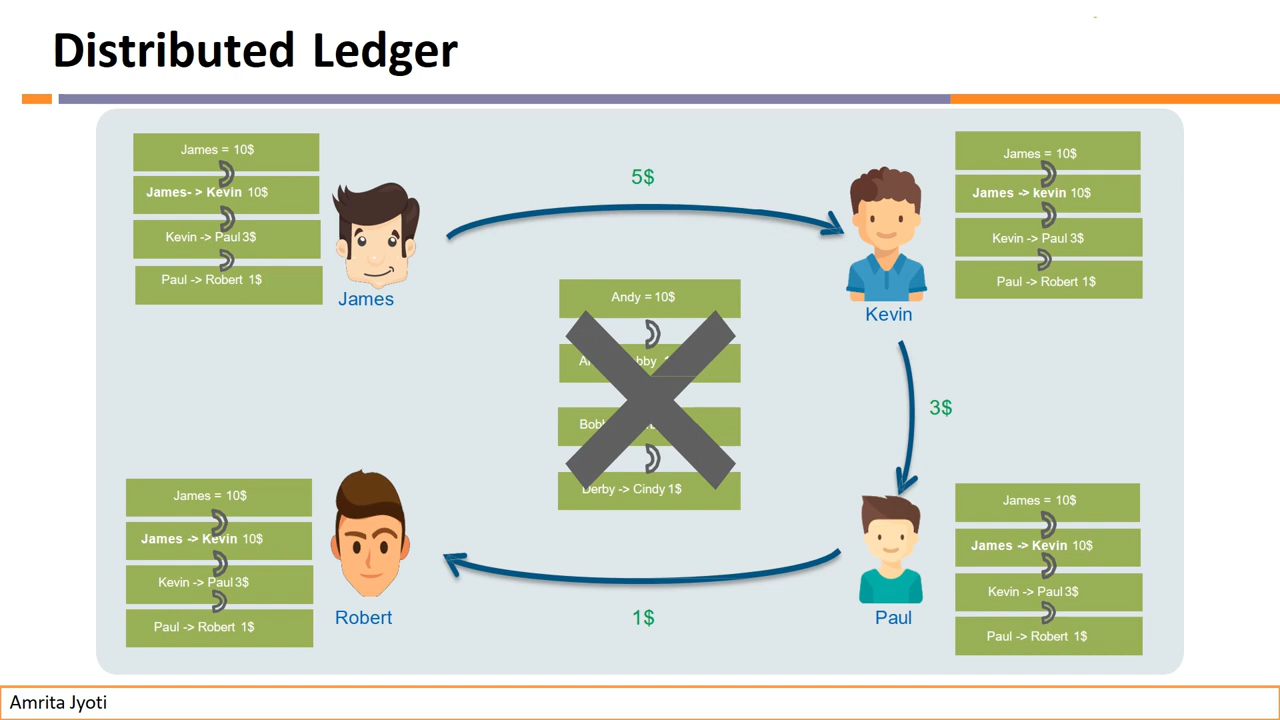 Distributed Ledger
James = 10$
James- > Kevin 10$
Kevin -> Paul 3$
Paul -> Robert 1$
James
5$
James = 10$
James -> kevin 10$
Kevin -> Paul 3$
Paul -> Robert 1$
Kevin
Andy = 10$
Derby -> Cindy 1$
3$
James = 10$
James -> Kevin 10$
Kevin -> Paul 3$
Paul -> Robert 1$
Robert
1$
James = 10$
James -> Kevin 10$
Kevin -> Paul 3$
Paul -> Robert 1$
Paul
Amrita Jyoti